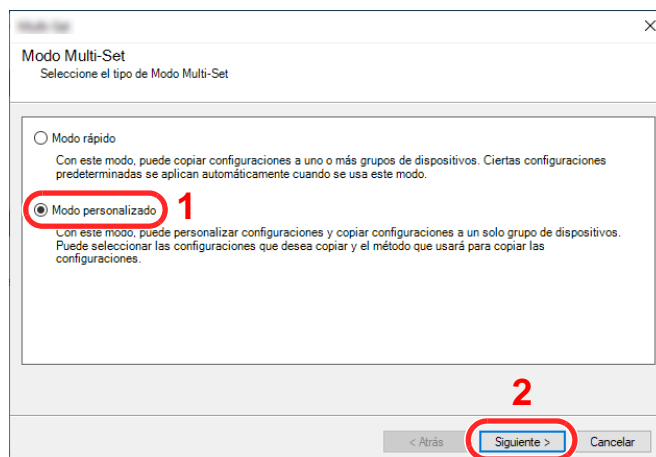 Modo Multi-Set
Seleccione el tipo de Modo Multi-Set
Modo rápido
Con este modo, puede copiar configuraciones a uno o más grupos de dispositivos. Ciertas configuraciones
predeterminadas se aplican automáticamente cuando se usa este modo.
Modo personalizado 1
Con este modo, puede personalizar configuraciones y copiar configuraciones a un solo grupo de dispositivos.
Puede seleccionar las configuraciones que desea copiar y el método que usará para copiar las
configuraciones.
2
< Atrás Siguiente > Cancelar